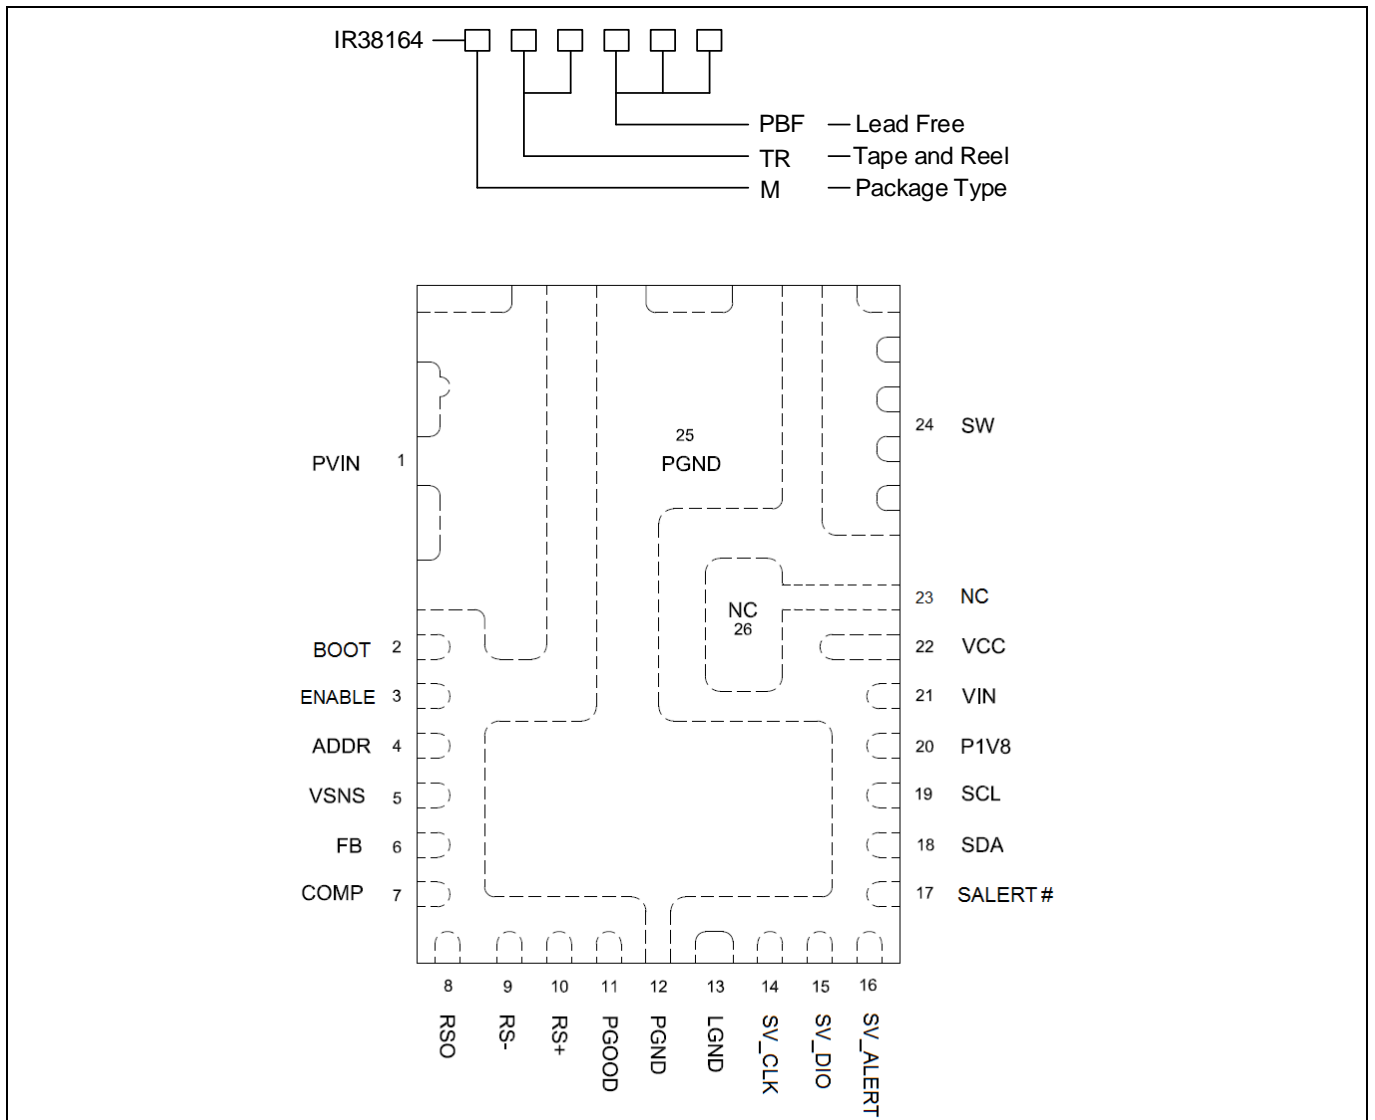 IR38164
PBF — Lead Free
TR — Tape and Reel
M — Package Type
25
PGND
24 SW
PVIN 1
23 NC
NC
26
BOOT 2
22 VCC
ENABLE 3
21 VIN
ADDR 4
20 P1V8
VSNS 5
19 SCL
FB 6
18 SDA
COMP 7
17 SALERT #
8 9 10 11 12 13 14 15 16
RSO
RS-
RS+
PGOOD
PGND
LGND
SV_CLK
SV_DIO
SV_ALERT